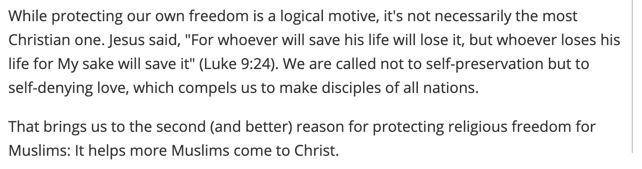 While protecting our own freedom is a logical motive, it's not necessarily the most
Christian one. Jesus said, "For whoever will save his life will lose it, but whoever loses his
life for My sake will save it" (Luke 9:24). We are called not to self-preservation but to
self-denying love, which compels us to make disciples of all nations.
That brings us to the second (and better) reason for protecting religious freedom for
Muslims: It helps more Muslims come to Christ.